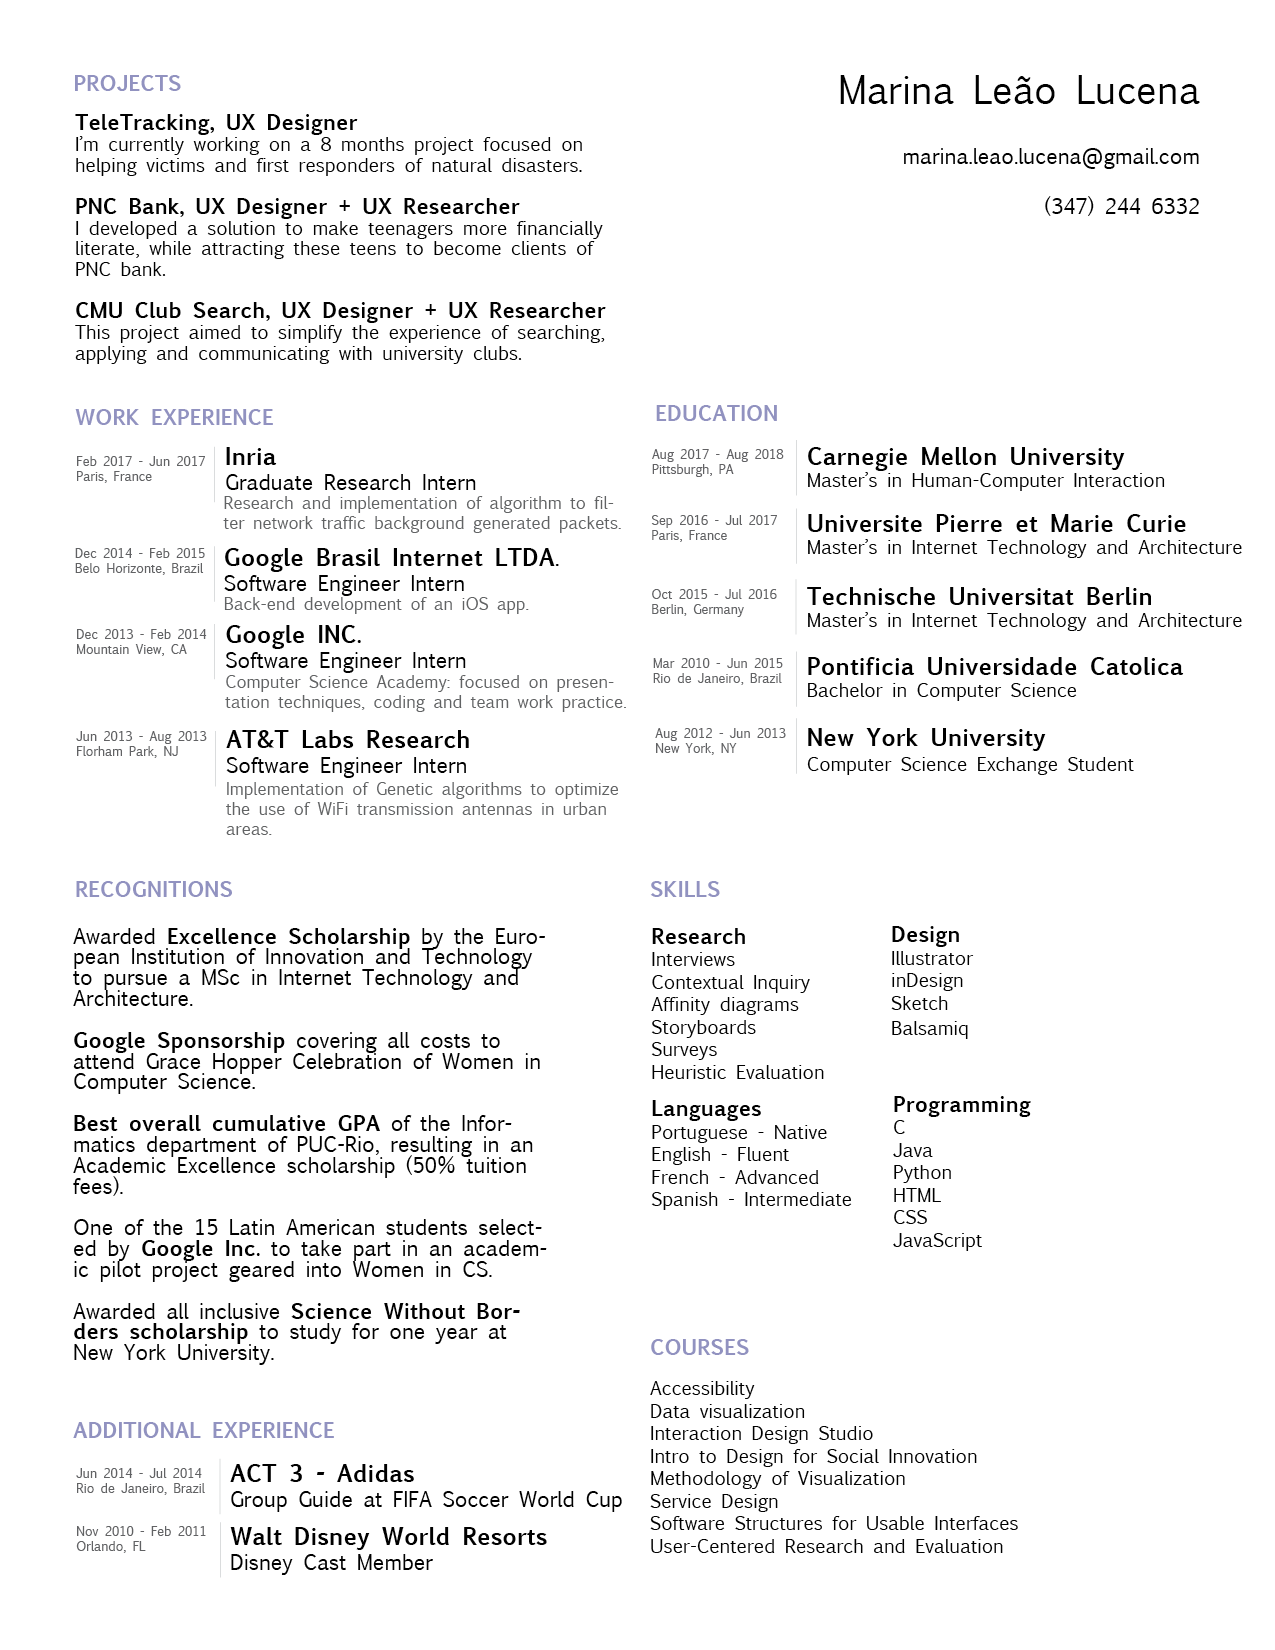 Marina Leão Lucena
marina.leao.lucena@gmail.com
(347) 244 6332
PROJECTS
TeleTracking, UX Designer
I'm currently working on a 8 months project focused on
helping victims and first responders of natural disasters.
PNC Bank, UX Designer + UX Researcher
I developed a solution to make teenagers more financially
literate, while attracting these teens to become clients of
PNC bank.
CMU Club Search, UX Designer + UX Researcher
This project aimed to simplify the experience of searching,
applying and communicating with university clubs.
WORK EXPERIENCE
Feb 2017 - Jun 2017
Paris, France
Inria
Graduate Research Intern
Research and implementation of algorithm to fil-
ter network traffic background generated packets.
Dec 2014 - Feb 2015
Belo Horizonte, Brazil
Google Brasil Internet LTDA.
Software Engineer Intern
Back-end development of an iOS app.
Dec 2013 - Feb 2014
Mountain View, CA
Google INC.
Software Engineer Intern
Computer Science Academy: focused on presen-
tation techniques, coding and team work practice.
Jun 2013 - Aug 2013
Florham Park, NJ
AT&T Labs Research
Software Engineer Intern
Implementation of Genetic algorithms to optimize
the use of WiFi transmission antennas in urban
areas.
EDUCATION
Aug 2017 - Aug 2018
Pittsburgh, PA
Carnegie Mellon University
Master's in Human-Computer Interaction
Sep 2016 - Jul 2017
Paris, France
Universite Pierre et Marie Curie
Master's in Internet Technology and Architecture
Oct 2015 - Jul 2016
Berlin, Germany
Technische Universitat Berlin
Master's in Internet Technology and Architecture
Mar 2010 - Jun 2015
Rio de Janeiro, Brazil
Pontificia Universidade Catolica
Bachelor in Computer Science
Aug 2012 - Jun 2013
New York, NY
New York University
Computer Science Exchange Student
RECOGNITIONS
Awarded Excellence Scholarship by the Euro-
pean Institution of Innovation and Technology
to pursue a MSc in Internet Technology and
Architecture.
Google Sponsorship covering all costs to
attend Grace Hopper Celebration of Women in
Computer Science.
Best overall cumulative GPA of the Infor-
matics department of PUC-Rio, resulting in an
Academic Excellence scholarship (50% tuition
fees).
One of the 15 Latin American students select-
ed by Google Inc. to take part in an academ-
ic pilot project geared into Women in CS.
Awarded all inclusive Science Without Bor-
ders scholarship to study for one year at
New York University.
ADDITIONAL EXPERIENCE
Jun 2014 - Jul 2014
Rio de Janeiro, Brazil
ACT 3 - Adidas
Group Guide at FIFA Soccer World Cup
Nov 2010 - Feb 2011
Orlando, FL
Walt Disney World Resorts
Disney Cast Member
SKILLS
Research
Interviews
Contextual Inquiry
Affinity diagrams
Storyboards
Surveys
Heuristic Evaluation
Design
Illustrator
inDesign
Sketch
Balsamiq
Languages
Portuguese - Native
English - Fluent
French - Advanced
Spanish - Intermediate
Programming
C
Java
Python
HTML
CSS
JavaScript
COURSES
Accessibility
Data visualization
Interaction Design Studio
Intro to Design for Social Innovation
Methodology of Visualization
Service Design
Software Structures for Usable Interfaces
User-Centered Research and Evaluation